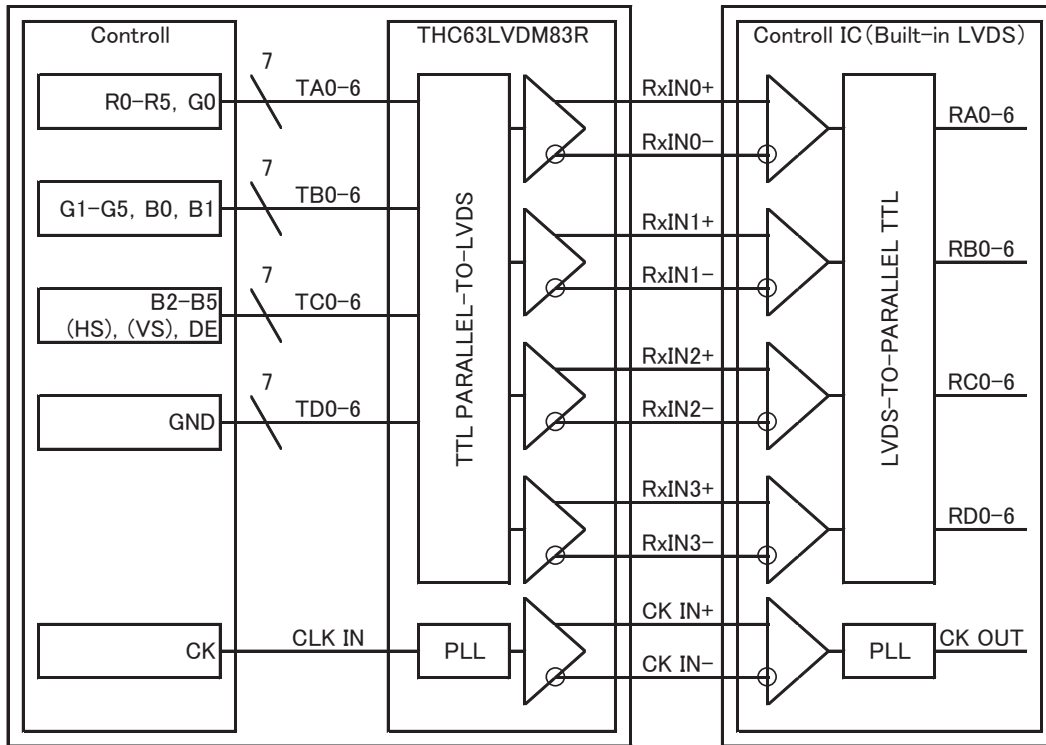 Controll
THC63LVDM83R
Controll IC(Built-in LVDS)
R0-R5, G0
7
TA0-6
RxIN0+
RxIN0-
RA0-6
G1-G5, B0, B1
7
TB0-6
RxIN1+
RxIN1-
RB0-6
B2-B5
(HS), (VS), DE
7
TC0-6
RxIN2+
RxIN2-
RC0-6
GND
7
TD0-6
RxIN3+
RxIN3-
RD0-6
TTL PARALLEL-TO-LVDS
LVDS-TO-PARALLEL TTL
CK
CLK IN
PLL
CK IN+
CK IN-
PLL
CK OUT